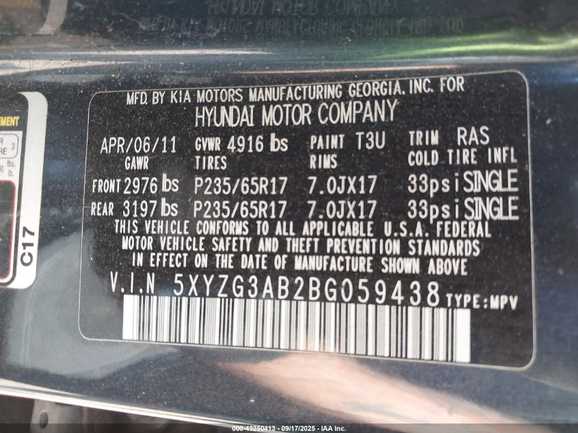 MFD. BY KIA MOTORS MANUFACTURING GEORGIA, INC. FOR
HYUNDAI MOTOR COMPANY
APR/06/11 GVWR 4916 lbs PAINT T3U TRIM RAS
GAWR TIRES RIMS COLD TIRE INFL
FRONT 2976 lbs P235/65R17 7.0JX17 33psi SINGLE
REAR 3197 lbs P235/65R17 7.0JX17 33psi SINGLE
THIS VEHICLE CONFORMS TO ALL APPLICABLE U.S.A. FEDERAL
MOTOR VEHICLE SAFETY AND THEFT PREVENTION STANDARDS
IN EFFECT ON THE DATE OF MANUFACTURE SHOWN ABOVE.
V.I.N 5XYZG3AB2BG059438 TYPE:MPV
C17
09/17/2025 - IAA Inc.